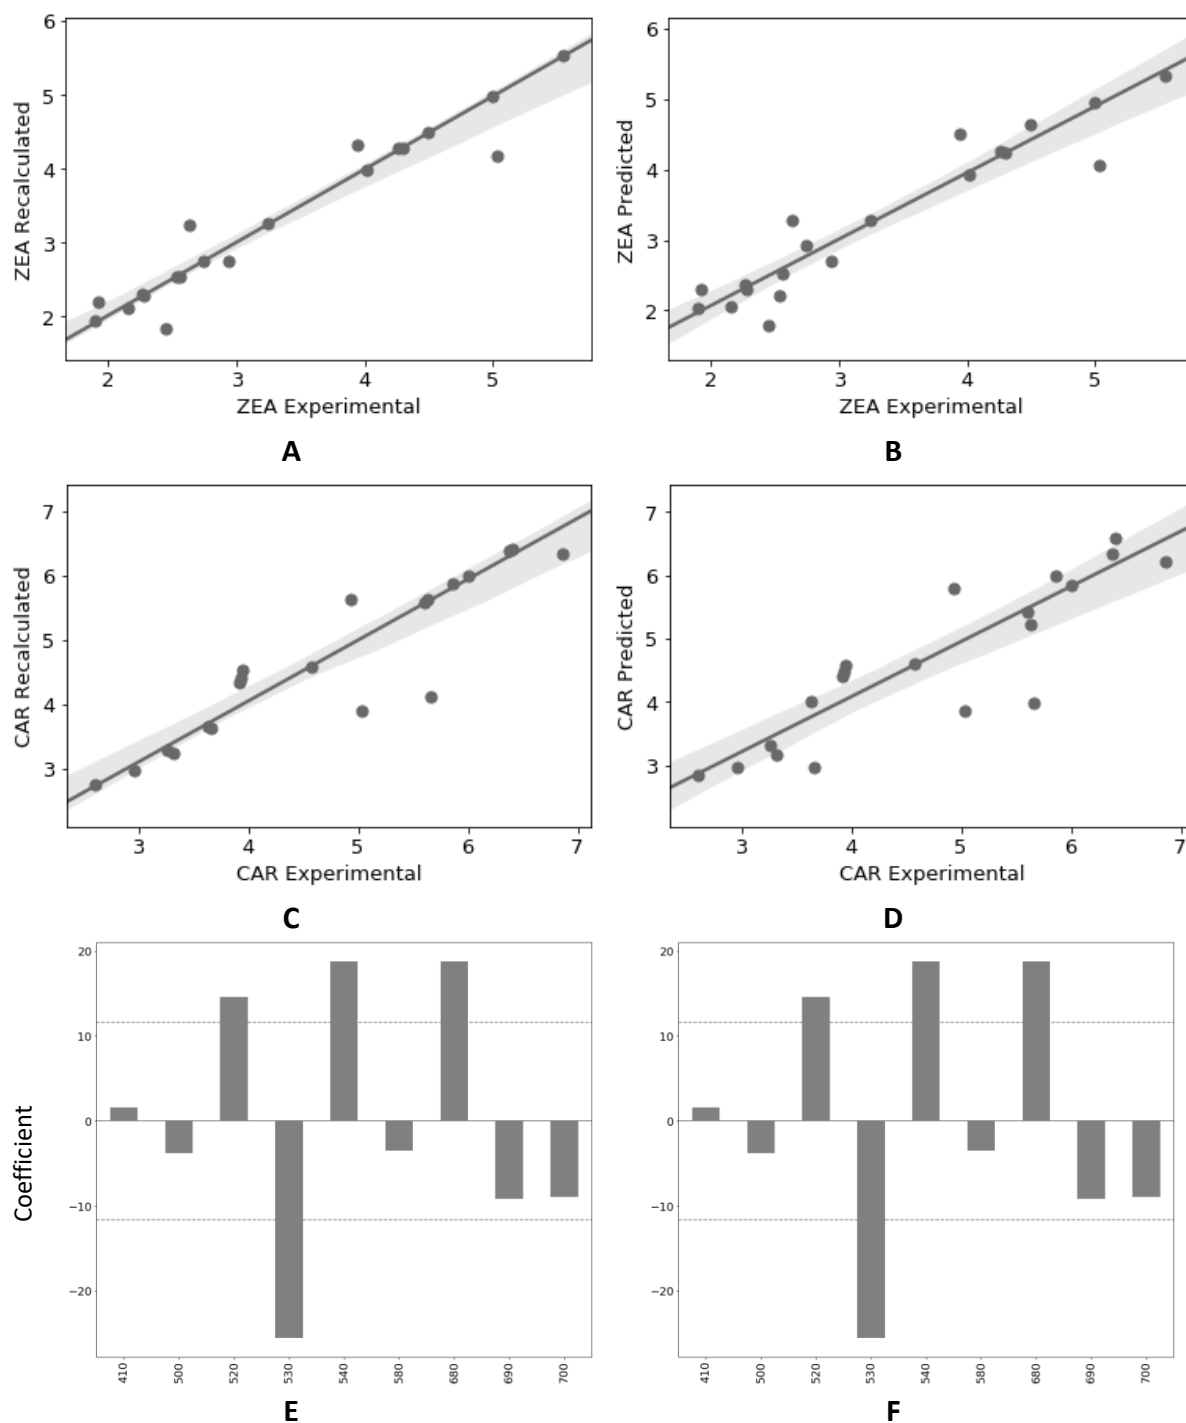 6
5
4
3
2
ZEA Recalculated
2 3 4 5
ZEA Experimental
A
6
5
4
3
2
ZEA Predicted
2 3 4 5
ZEA Experimental
B
7
6
5
4
3
CAR Recalculated
3 4 5 6 7
CAR Experimental
C
7
6
5
4
3
CAR Predicted
3 4 5 6 7
CAR Experimental
D
Coefficient
20
10
0
−10
−20
410 500 520 530 540 580 680 690 700
E
20
10
0
−10
−20
410 500 520 530 540 580 680 690 700
F